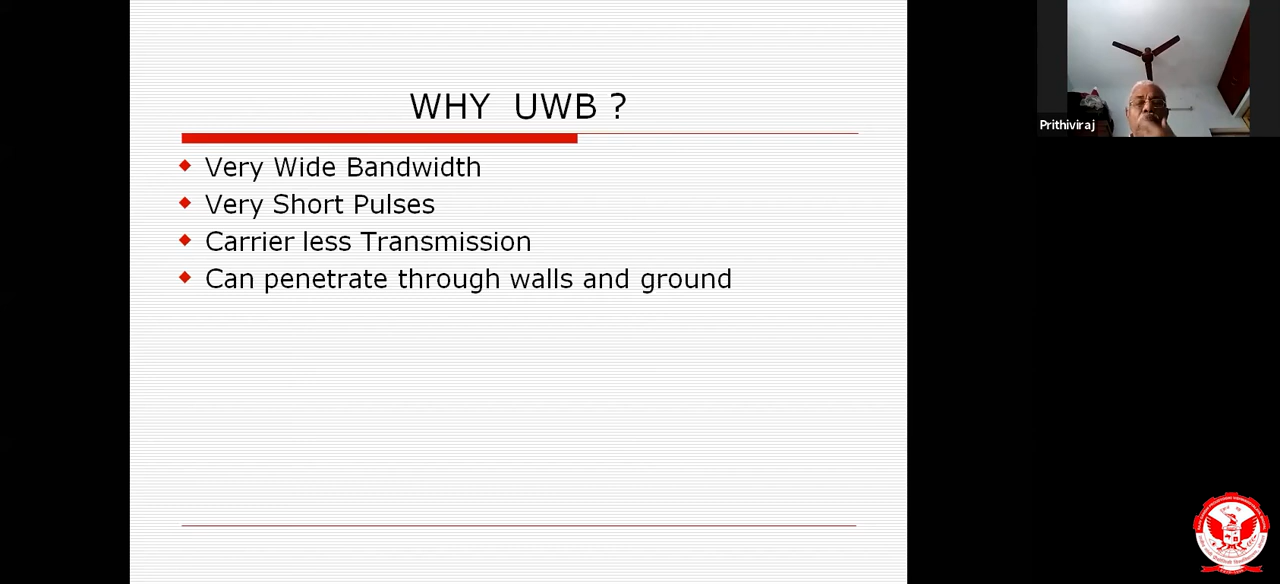 WHY UWB ?
Very Wide Bandwidth
Very Short Pulses
Carrier less Transmission
Can penetrate through walls and ground
Prithiviraj